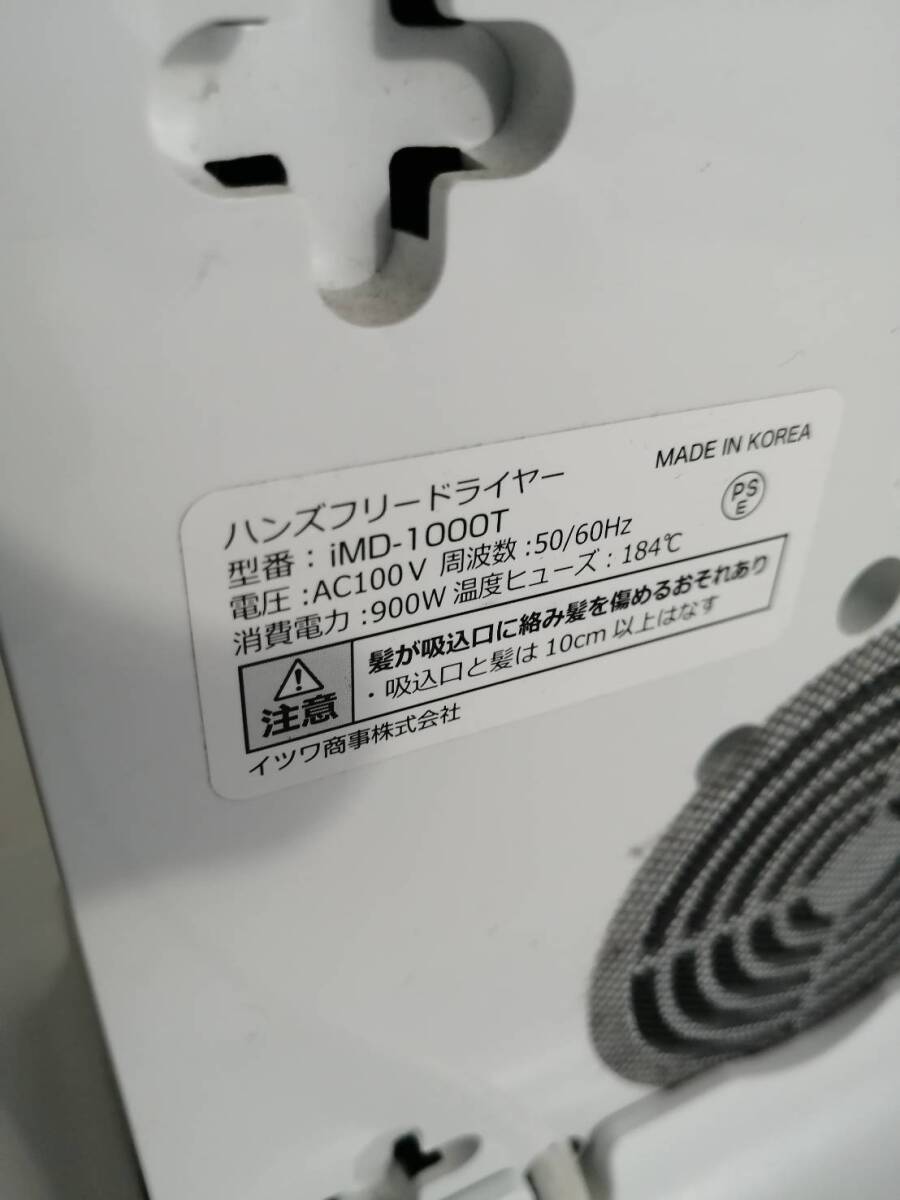 MADE IN KOREA
ハンズフリードライヤー
PS
E
型番：iMD-1000T
電圧：AC100V 周波数：50/60Hz
消費電力：900W 温度ヒューズ：184℃
注意
髪が吸込口に絡み髪を傷めるおそれあり
・吸込口と髪は10cm以上はなす
イツワ商事株式会社